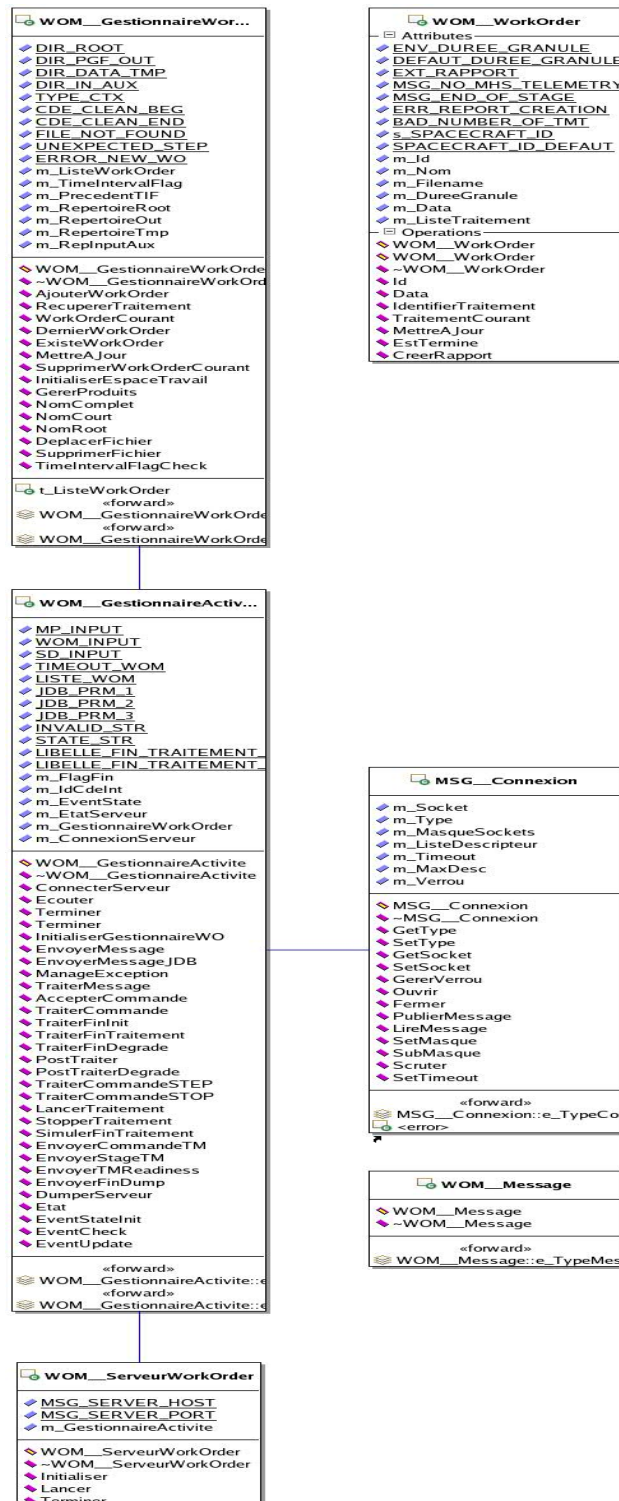 WOM__GestionnaireWor...
DIR_ROOT
DIR_PGF_OUT
DIR_DATA_TMP
DIR_IN_AUX
TYPE_CTX
CDE_CLEAN_BEG
CDE_CLEAN_END
FILE_NOT_FOUND
UNEXPECTED_STEP
ERROR_NEW_WO
m_ListeWorkOrder
m_TimeIntervalFlag
m_PrecedentTIF
m_RepertoireRoot
m_RepertoireOut
m_RepertoireTmp
m_RepInputAux
WOM__GestionnaireWorkOrde
~WOM__GestionnaireWorkOrd
AjouterWorkOrder
RecupererTraitement
WorkOrderCourant
DernierWorkOrder
ExisteWorkOrder
MettreAJour
SupprimerWorkOrderCourant
InitialiserEspaceTravail
GererProduits
NomComplet
NomCourt
NomRoot
DeplacerFichier
SupprimerFichier
TimeIntervalFlagCheck
t_ListeWorkOrder
«forward»
WOM__GestionnaireWorkOrde
«forward»
WOM__GestionnaireWorkOrde
WOM__WorkOrder
Attributes
ENV_DUREE_GRANULE
DEFAUT_DUREE_GRANULE
EXT_RAPPORT
MSG_NO_MHS_TELEMETRY
MSG_END_OF_STAGE
ERR_REPORT_CREATION
BAD_NUMBER_OF_TMT
s_SPACECRAFT_ID
SPACECRAFT_ID_DEFAUT
m_Id
m_Nom
m_Filename
m_DureeGranule
m_Data
m_ListeTraitement
Operations
WOM__WorkOrder
WOM__WorkOrder
~WOM__WorkOrder
Id
Data
IdentifierTraitement
TraitementCourant
MettreAJour
EstTermine
CreerRapport
WOM__GestionnaireActiv...
MP_INPUT
WOM_INPUT
SD_INPUT
TIMEOUT_WOM
LISTE_WOM
JDB_PRM_1
JDB_PRM_2
JDB_PRM_3
INVALID_STR
STATE_STR
LIBELLE_FIN_TRAITEMENT_
LIBELLE_FIN_TRAITEMENT_
m_FlagFin
m_IdCdeInt
m_EventState
m_EtatServeur
m_GestionnaireWorkOrder
m_ConnexionServeur
WOM__GestionnaireActivite
~WOM__GestionnaireActivite
ConnecterServeur
Ecouter
Terminer
Terminer
InitialiserGestionnaireWO
EnvoyerMessage
EnvoyerMessageJDB
ManageException
TraiterMessage
AccepterCommande
TraiterCommande
TraiterFinInit
TraiterFinTraitement
TraiterFinDegrade
PostTraiter
PostTraiterDegrade
TraiterCommandeSTEP
TraiterCommandeSTOP
LancerTraitement
StopperTraitement
SimulerFinTraitement
EnvoyerCommandeTM
EnvoyerStageTM
EnvoyerTMReadiness
EnvoyerFinDump
DumperServeur
Etat
EventStateInit
EventCheck
EventUpdate
«forward»
WOM__GestionnaireActivite::e
«forward»
WOM__GestionnaireActivite::e
MSG__Connexion
m_Socket
m_Type
m_MasqueSockets
m_ListeDescripteur
m_Timeout
m_MaxDesc
m_Verrou
MSG__Connexion
~MSG__Connexion
GetType
SetType
GetSocket
SetSocket
GererVerrou
Ouvrir
Fermer
PublierMessage
LireMessage
SetMasque
SubMasque
Scruter
SetTimeout
«forward»
MSG__Connexion::e_TypeCo
<error>
WOM__Message
WOM__Message
~WOM__Message
«forward»
WOM__Message::e_TypeMes
WOM__ServeurWorkOrder
MSG_SERVER_HOST
MSG_SERVER_PORT
m_GestionnaireActivite
WOM__ServeurWorkOrder
~WOM__ServeurWorkOrder
Initialiser
Lancer
Terminer